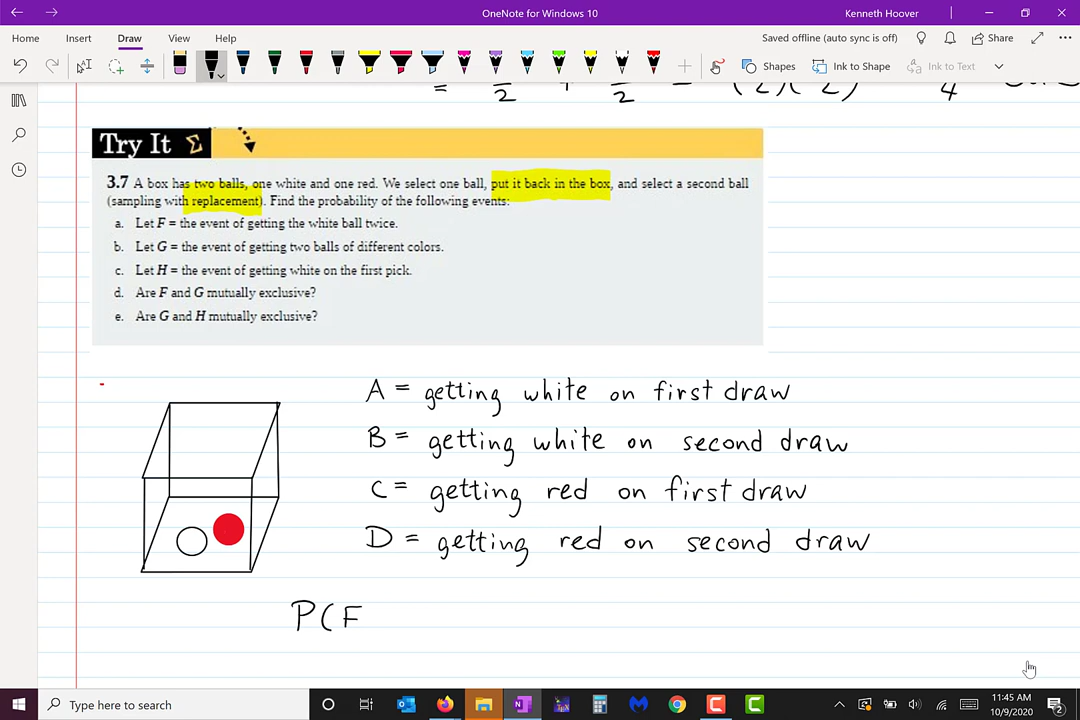 OneNote for Windows 10
Kenneth Hoover
Home Insert Draw View Help
Saved offline (auto sync is off)
Share
Shapes
Ink to Shape
Ink to Text
= 2 + 2 = (2)(2) 4
Try It Σ
3.7 A box has two balls, one white and one red. We select one ball, put it back in the box, and select a second ball
(sampling with replacement). Find the probability of the following events:
a. Let F = the event of getting the white ball twice.
b. Let G = the event of getting two balls of different colors.
c. Let H = the event of getting white on the first pick.
d. Are F and G mutually exclusive?
e. Are G and H mutually exclusive?
A = getting white on first draw
B = getting white on second draw
C = getting red on first draw
D = getting red on second draw
P(F
Type here to search
11:45 AM
10/9/2020
2